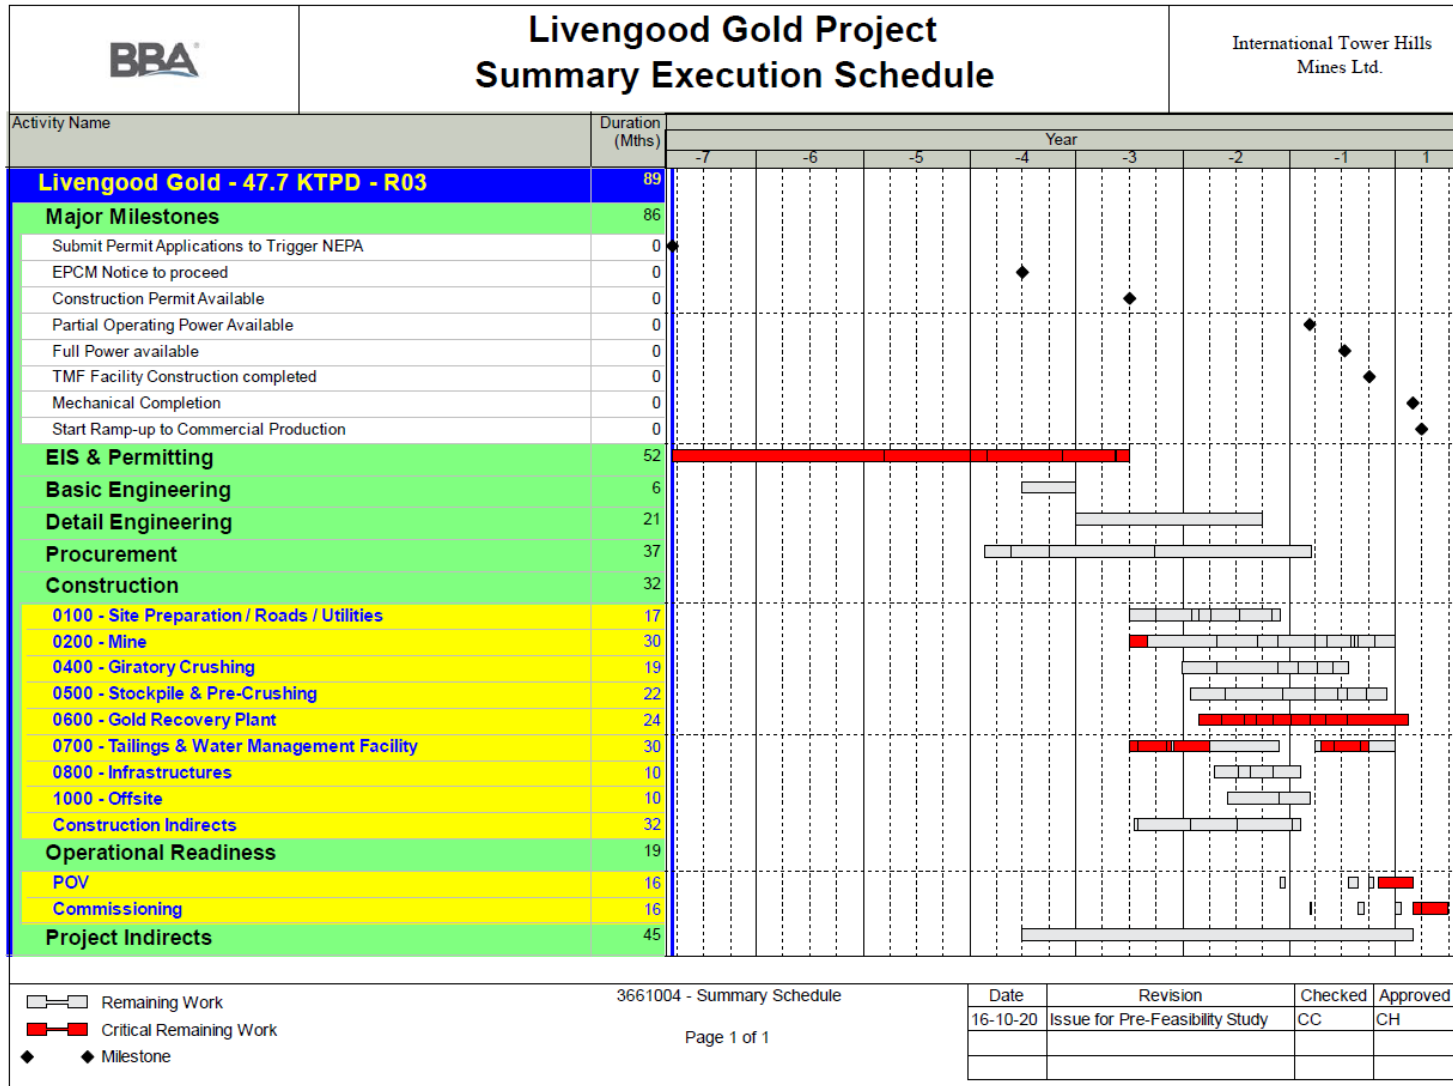 BBA
Livengood Gold Project
Summary Execution Schedule
International Tower Hills
Mines Ltd.
Activity Name
Duration
(Mths)
Year
-7 -6 -5 -4 -3 -2 -1 1
Livengood Gold - 47.7 KTPD - R03 89
Major Milestones 86
Submit Permit Applications to Trigger NEPA 0
EPCM Notice to proceed 0
Construction Permit Available 0
Partial Operating Power Available 0
Full Power available 0
TMF Facility Construction completed 0
Mechanical Completion 0
Start Ramp-up to Commercial Production 0
EIS & Permitting 52
Basic Engineering 6
Detail Engineering 21
Procurement 37
Construction 32
0100 - Site Preparation / Roads / Utilities 17
0200 - Mine 30
0400 - Giratory Crushing 19
0500 - Stockpile & Pre-Crushing 22
0600 - Gold Recovery Plant 24
0700 - Tailings & Water Management Facility 30
0800 - Infrastructures 10
1000 - Offsite 10
Construction Indirects 32
Operational Readiness 19
POV 16
Commissioning 16
Project Indirects 45
Remaining Work
Critical Remaining Work
Milestone
3661004 - Summary Schedule
Page 1 of 1
Date Revision Checked Approved
16-10-20 Issue for Pre-Feasibility Study CC CH